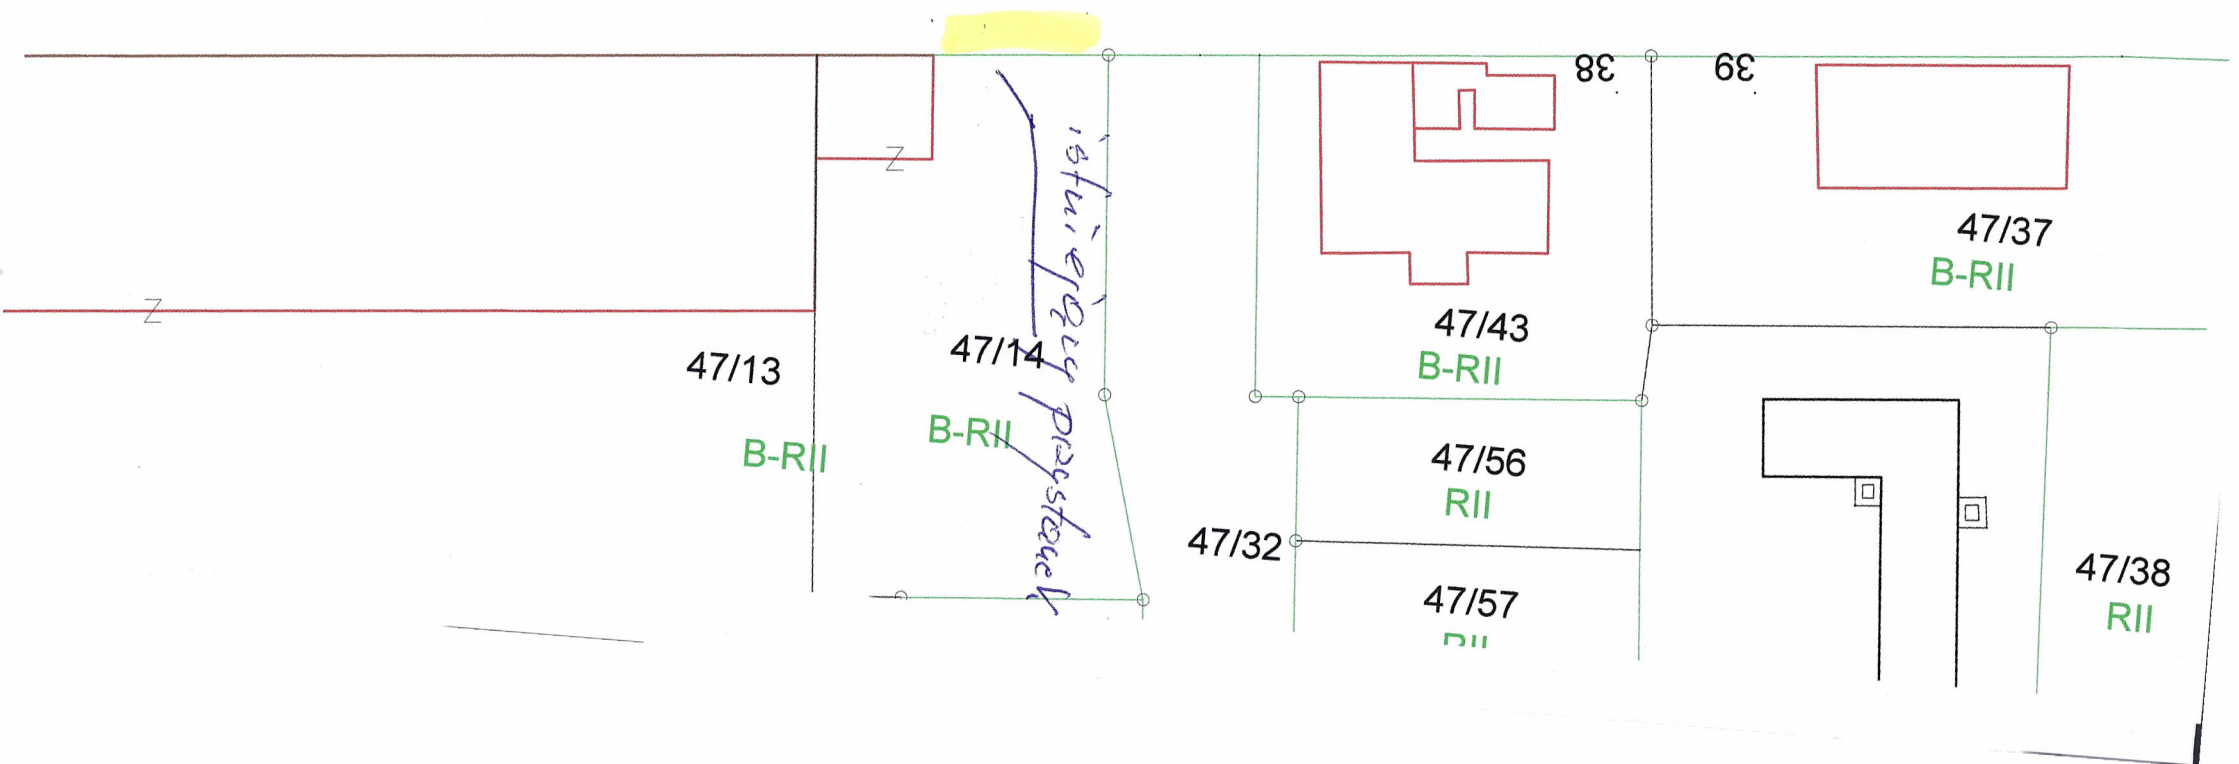 38
39
Z
istniejący przystanek
47/37
B-RII
Z
47/43
B-RII
47/13
47/14
B-RII
B-RII
47/56
RII
47/32
47/57
RII
47/38
RII